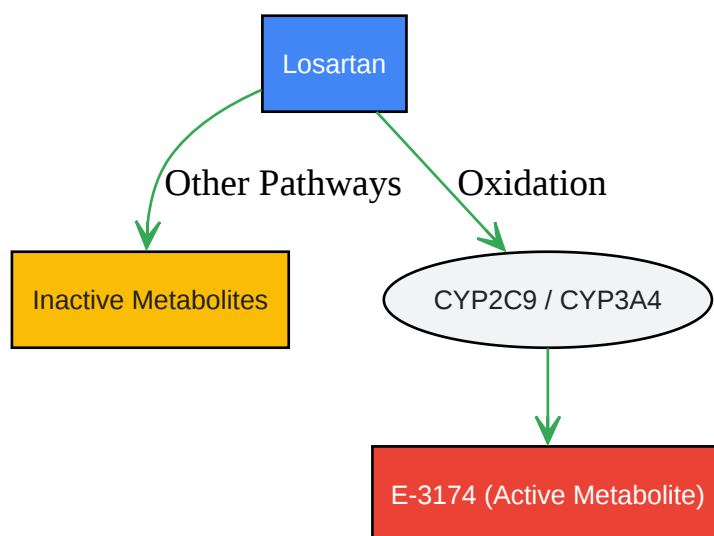 Losartan
Other Pathways
Oxidation
Inactive Metabolites
CYP2C9 / CYP3A4
E-3174 (Active Metabolite)